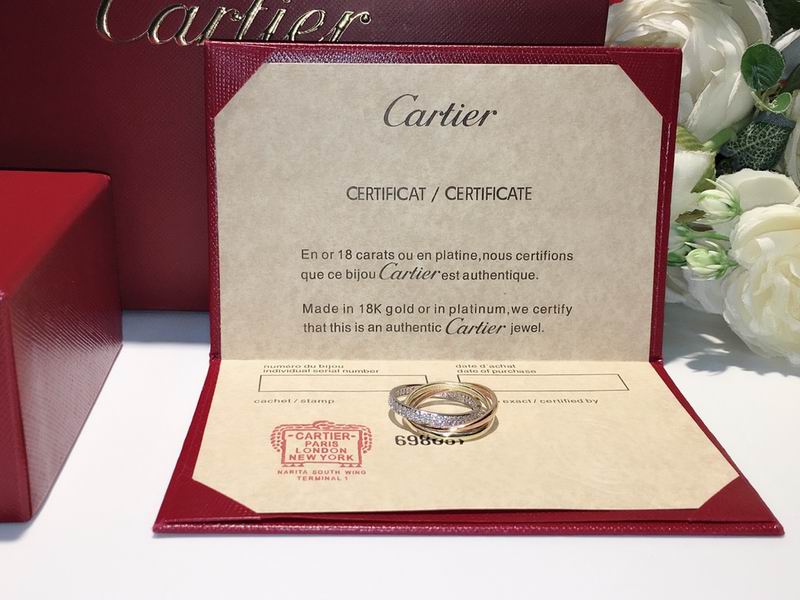 Cartier
Cartier
CERTIFICAT / CERTIFICATE
En or 18 carats ou en platine,nous certifions
que ce bijou Cartier est authentique.
Made in 18K gold or in platinum,we certify
that this is an authentic Cartier jewel.
numéro du bijou
individual serial number
date d'achat
date of purchase
cachet / stamp
exact / certified by
-CARTIER-
PARIS
LONDON
NEW YORK
NARITA SOUTH WING
TERMINAL 1